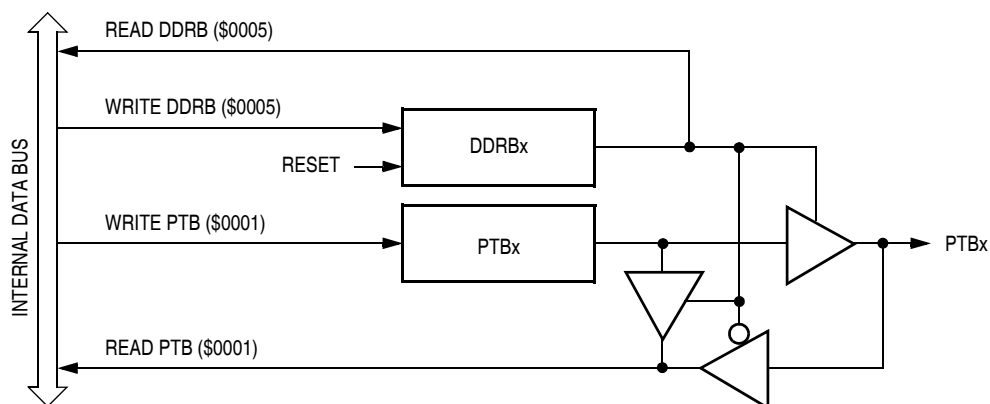 READ DDRB ($0005)
WRITE DDRB ($0005)
DDRBx
RESET
INTERNAL DATA BUS
WRITE PTB ($0001)
PTBx
PTBx
READ PTB ($0001)